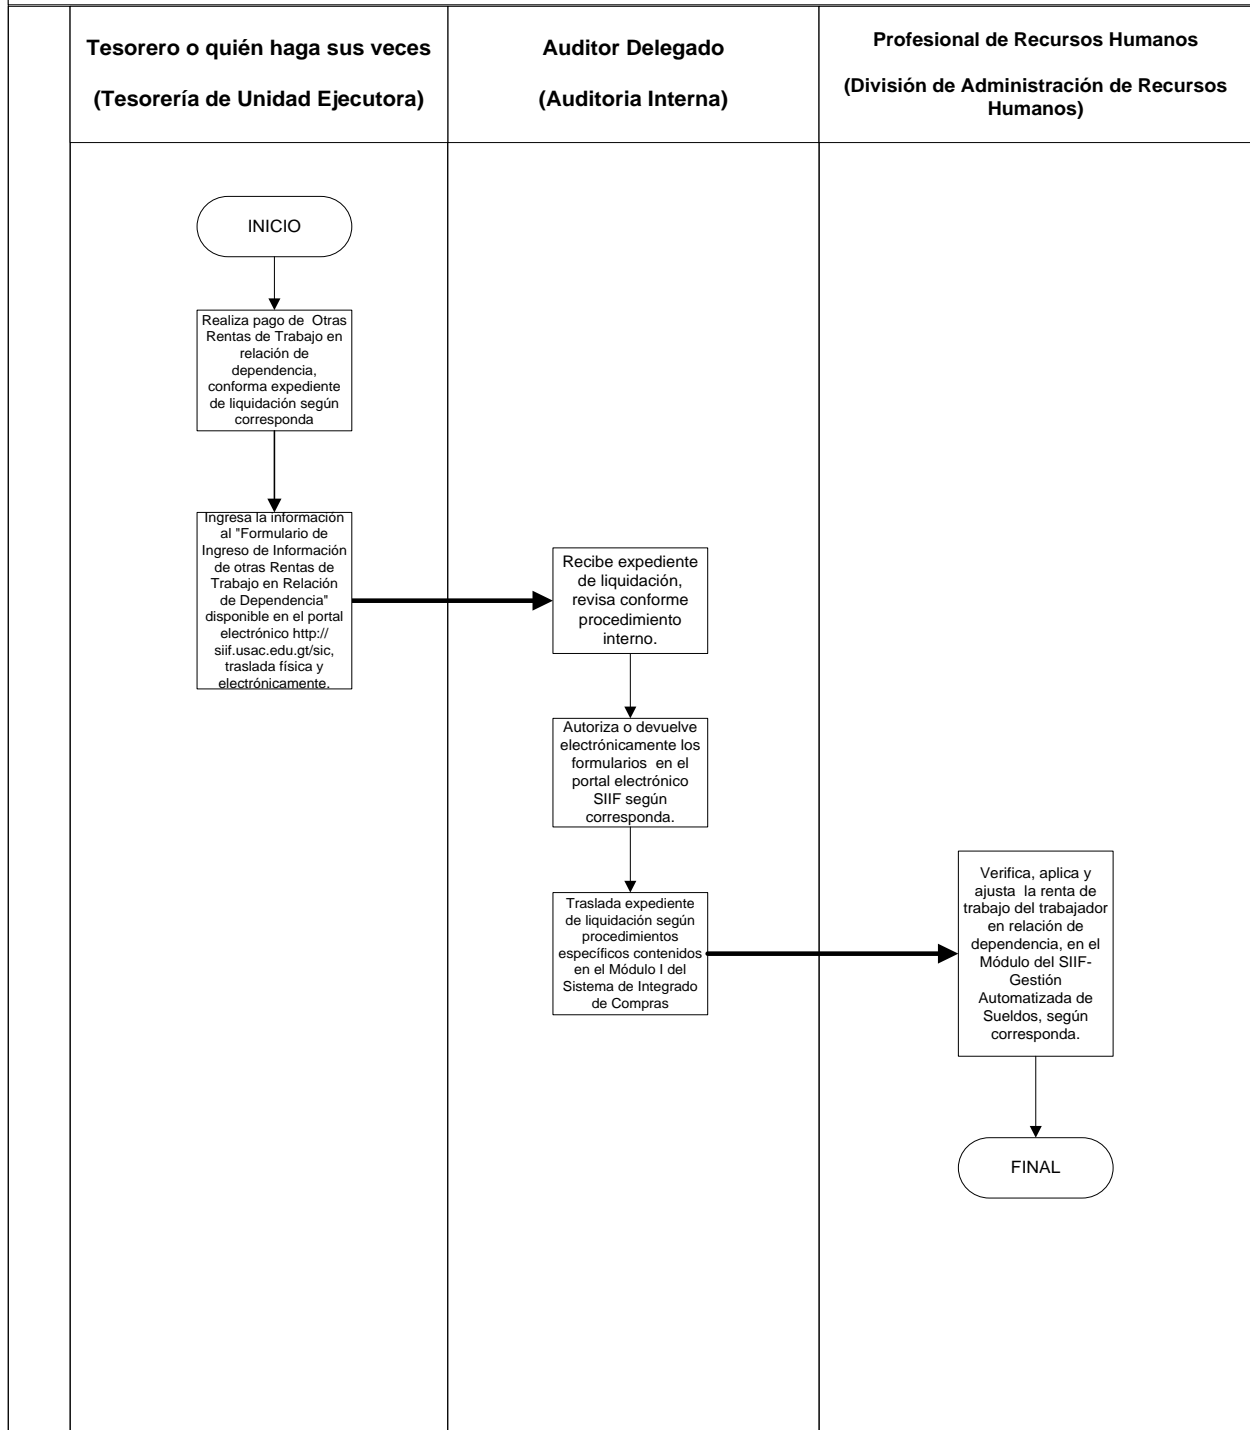 Tesorero o quién haga sus veces
(Tesorería de Unidad Ejecutora)
Auditor Delegado
(Auditoria Interna)
Profesional de Recursos Humanos
(División de Administración de Recursos
Humanos)
INICIO
Realiza pago de  Otras
Rentas de Trabajo en
relación de
dependencia,
conforma expediente
de liquidación según
corresponda
Ingresa la información
al "Formulario de
Ingreso de Información
de otras Rentas de
Trabajo en Relación
de Dependencia"
disponible en el portal
electrónico http://
siif.usac.edu.gt/sic,
traslada física y
electrónicamente.
Recibe expediente
de liquidación,
revisa conforme
procedimiento
interno.
Autoriza o devuelve
electrónicamente los
formularios  en el
portal electrónico
SIIF según
corresponda.
Traslada expediente
de liquidación según
procedimientos
específicos contenidos
en el Módulo I del
Sistema de Integrado
de Compras
Verifica, aplica y
ajusta  la renta de
trabajo del trabajador
en relación de
dependencia, en el
Módulo del SIIF-
Gestión
Automatizada de
Sueldos, según
corresponda.
FINAL